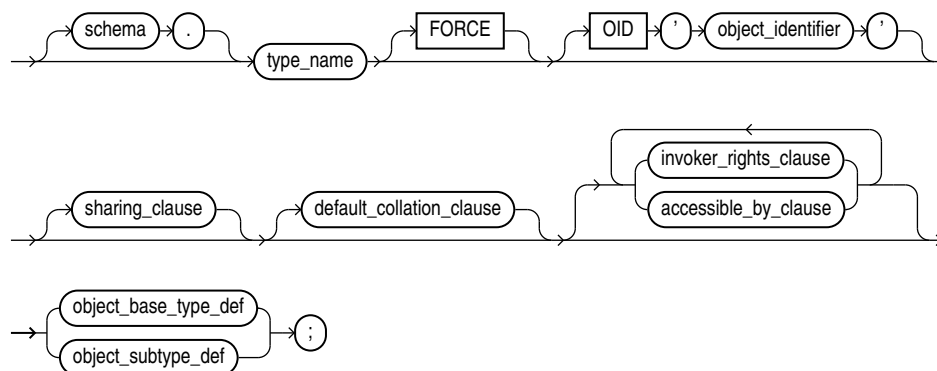 schema . type_name FORCE OID ’ object_identifier ’
sharing_clause default_collation_clause invoker_rights_clause
accessible_by_clause
object_base_type_def
object_subtype_def ;